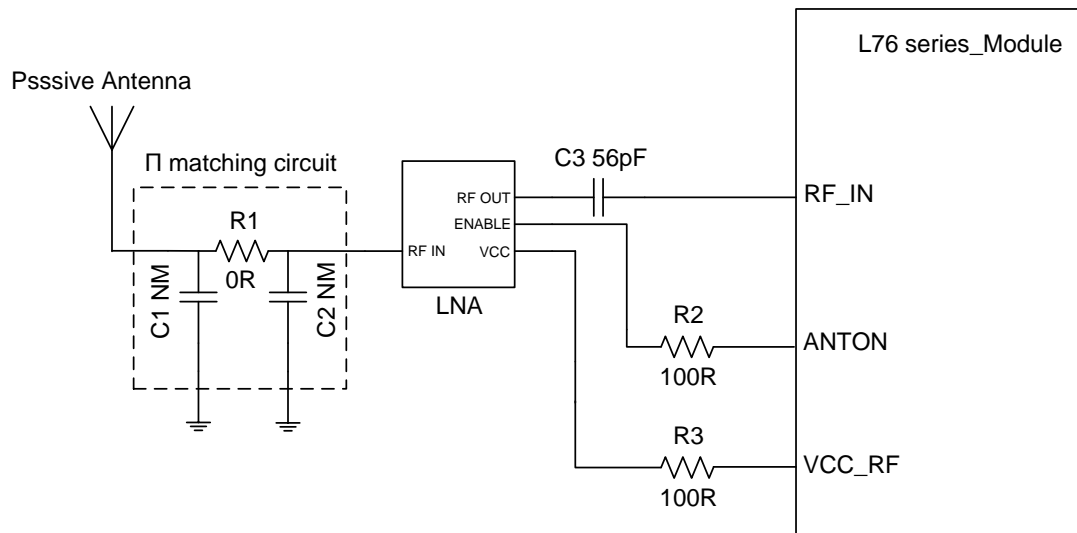 L76 series_Module
Psssive Antenna
Π matching circuit
C3 56pF
RF OUT
RF_IN
R1
ENABLE
RF IN
VCC
0R
C1 NM
C2 NM
LNA
R2
ANTON
100R
R3
VCC_RF
100R